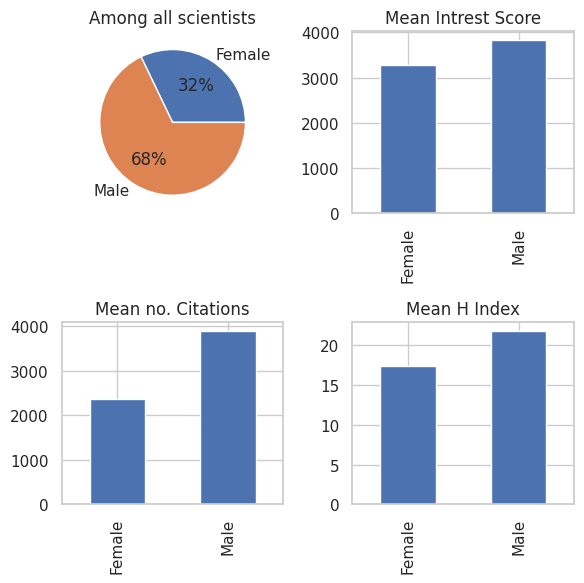 Among all scientists
Female
32%
68%
Male
Mean Intrest Score
4000
3000
2000
1000
0
Female
Male
Mean no. Citations
4000
3000
2000
1000
0
Female
Male
Mean H Index
20
15
10
5
0
Female
Male